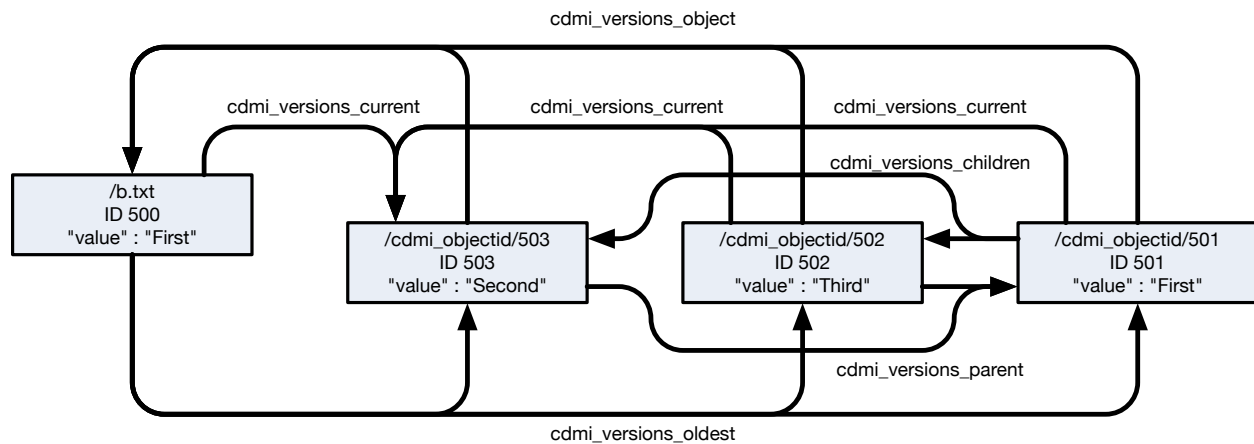 cdmi_versions_object
cdmi_versions_current
cdmi_versions_current
cdmi_versions_current
cdmi_versions_children
/b.txt
ID 500
"value" : "First"
/cdmi_objectid/503
ID 503
"value" : "Second"
/cdmi_objectid/502
ID 502
"value" : "Third"
/cdmi_objectid/501
ID 501
"value" : "First"
cdmi_versions_parent
cdmi_versions_oldest